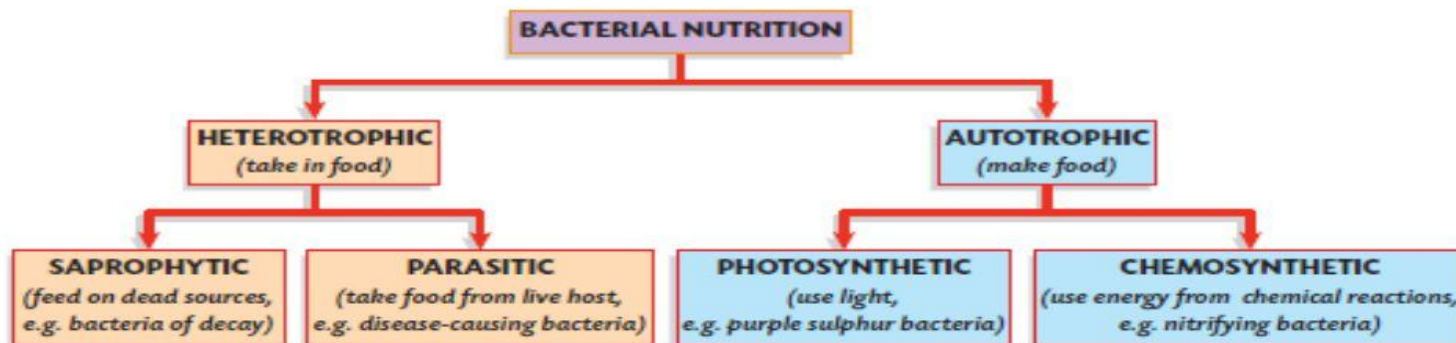 BACTERIAL NUTRITION
HETEROTROPHIC
(take in food)
AUTOTROPHIC
(make food)
SAPROPHYTIC
(feed on dead sources,
e.g. bacteria of decay)
PARASITIC
(take food from live host,
e.g. disease-causing bacteria)
PHOTOSYNTHETIC
(use light,
e.g. purple sulphur bacteria)
CHEMOSYNTHETIC
(use energy from chemical reactions,
e.g. nitrifying bacteria)